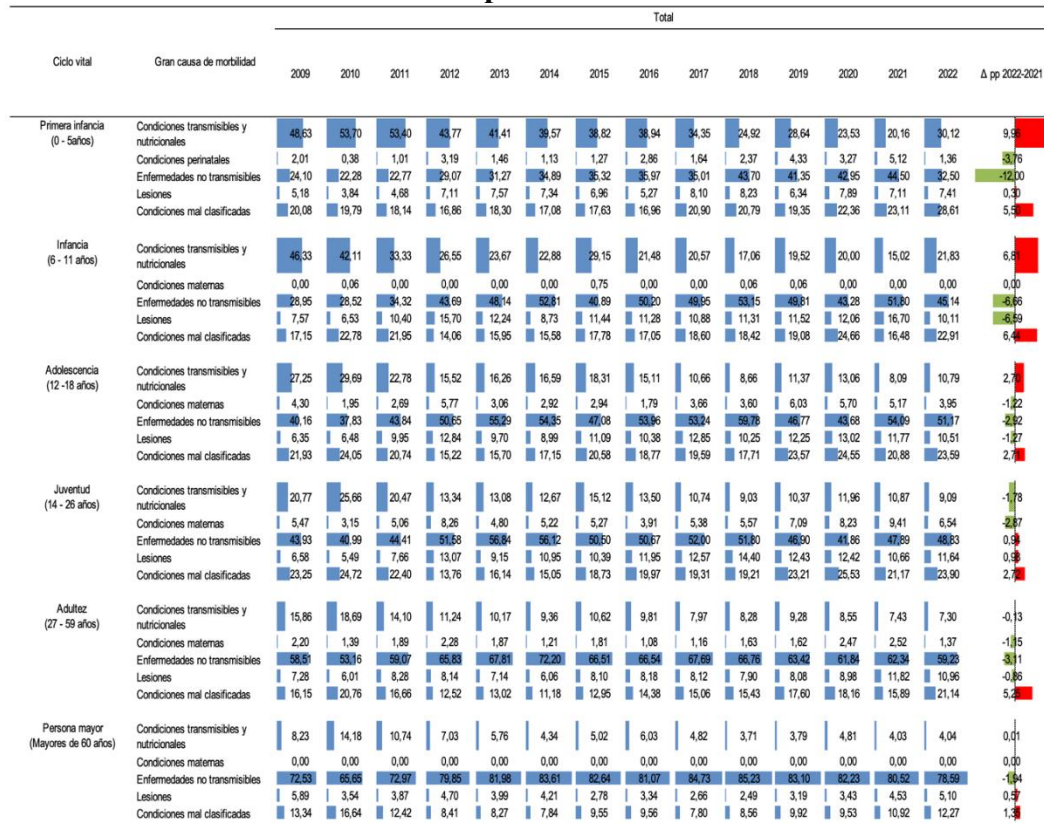 Total
Ciclo vital Gran causa de morbilidad 2009 2010 2011 2012 2013 2014 2015 2016 2017 2018 2019 2020 2021 2022 Δ pp 2022-2021
Primera infancia (0 - 5años) Condiciones transmisibles y nutricionales 48,63 53,70 53,40 43,77 41,41 39,57 38,82 38,94 34,35 24,92 28,64 23,53 20,16 30,12 9,96
Condiciones perinatales 2,01 0,38 1,01 3,19 1,46 1,13 1,27 2,86 1,64 2,37 4,33 3,27 5,12 1,36 -3,76
Enfermedades no transmisibles 24,10 22,28 22,77 29,07 31,27 34,89 35,32 35,97 35,01 43,70 41,35 42,95 44,50 32,50 -12,00
Lesiones 5,18 3,84 4,68 7,11 7,57 7,34 6,96 5,27 8,10 8,23 6,34 7,89 7,11 7,41 0,30
Condiciones mal clasificadas 20,08 19,79 18,14 16,86 18,30 17,08 17,63 16,96 20,90 20,79 19,35 22,36 23,11 28,61 5,50
Infancia (6 - 11 años) Condiciones transmisibles y nutricionales 46,33 42,11 33,33 26,55 23,67 22,88 29,15 21,48 20,57 17,06 19,52 20,00 15,02 21,83 6,81
Condiciones maternas 0,00 0,06 0,00 0,00 0,00 0,00 0,75 0,00 0,00 0,06 0,06 0,00 0,00 0,00 0,00
Enfermedades no transmisibles 28,95 28,52 34,32 43,69 48,14 52,81 40,89 50,20 49,95 53,15 49,81 43,28 51,80 45,14 -6,66
Lesiones 7,57 6,53 10,40 15,70 12,24 8,73 11,44 11,28 10,88 11,31 11,52 12,06 16,70 10,11 -6,59
Condiciones mal clasificadas 17,15 22,78 21,95 14,06 15,95 15,58 17,78 17,05 18,60 18,42 19,08 24,66 16,48 22,91 6,44
Adolescencia (12 -18 años) Condiciones transmisibles y nutricionales 27,25 29,69 22,78 15,52 16,26 16,59 18,31 15,11 10,66 8,66 11,37 13,06 8,09 10,79 2,70
Condiciones maternas 4,30 1,95 2,69 5,77 3,06 2,92 2,94 1,79 3,66 3,60 6,03 5,70 5,17 3,95 -1,22
Enfermedades no transmisibles 40,16 37,83 43,84 50,65 55,29 54,35 47,08 53,96 53,24 59,78 46,77 43,68 54,09 51,17 -2,92
Lesiones 6,35 6,48 9,95 12,84 9,70 8,99 11,09 10,38 12,85 10,25 12,25 13,02 11,77 10,51 -1,27
Condiciones mal clasificadas 21,93 24,05 20,74 15,22 15,70 17,15 20,58 18,77 19,59 17,71 23,57 24,55 20,88 23,59 2,71
Juventud (14 - 26 años) Condiciones transmisibles y nutricionales 20,77 25,66 20,47 13,34 13,08 12,67 15,12 13,50 10,74 9,03 10,37 11,96 10,87 9,09 -1,78
Condiciones maternas 5,47 3,15 5,06 8,26 4,80 5,22 5,27 3,91 5,38 5,57 7,09 8,23 9,41 6,54 -2,87
Enfermedades no transmisibles 43,93 40,99 44,41 51,58 56,84 56,12 50,50 50,67 52,00 51,80 46,90 41,86 47,89 48,83 0,94
Lesiones 6,58 5,49 7,66 13,07 9,15 10,95 10,39 11,95 12,57 14,40 12,43 12,42 10,66 11,64 0,98
Condiciones mal clasificadas 23,25 24,72 22,40 13,76 16,14 15,05 18,73 19,97 19,31 19,21 23,21 25,53 21,17 23,90 2,72
Adultez (27 - 59 años) Condiciones transmisibles y nutricionales 15,86 18,69 14,10 11,24 10,17 9,36 10,62 9,81 7,97 8,28 9,28 8,55 7,43 7,30 -0,13
Condiciones maternas 2,20 1,39 1,89 2,28 1,87 1,21 1,81 1,08 1,16 1,63 1,62 2,47 2,52 1,37 -1,15
Enfermedades no transmisibles 58,51 53,16 59,07 65,83 67,81 72,20 66,51 66,54 67,69 66,76 63,42 61,84 62,34 59,23 -3,11
Lesiones 7,28 6,01 8,28 8,14 7,14 6,06 8,10 8,18 8,12 7,90 8,08 8,98 11,82 10,96 -0,86
Condiciones mal clasificadas 16,15 20,76 16,66 12,52 13,02 11,18 12,95 14,38 15,06 15,43 17,60 18,16 15,89 21,14 5,25
Persona mayor (Mayores de 60 años) Condiciones transmisibles y nutricionales 8,23 14,18 10,74 7,03 5,76 4,34 5,02 6,03 4,82 3,71 3,79 4,81 4,03 4,04 0,01
Condiciones maternas 0,00 0,00 0,00 0,00 0,00 0,00 0,00 0,00 0,00 0,00 0,00 0,00 0,00 0,00
Enfermedades no transmisibles 72,53 65,65 72,97 79,85 81,98 83,61 82,64 81,07 84,73 85,23 83,10 82,23 80,52 78,59 -1,94
Lesiones 5,89 3,54 3,87 4,70 3,99 4,21 2,78 3,34 2,66 2,49 3,19 3,43 4,53 5,10 0,57
Condiciones mal clasificadas 13,34 16,64 12,42 8,41 8,27 7,84 9,55 9,56 7,80 8,56 9,92 9,53 10,92 12,27 1,35